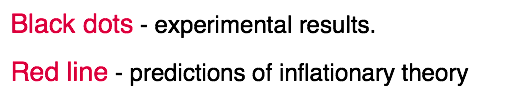 Black dots - experimental results.
Red line - predictions of inflationary theory